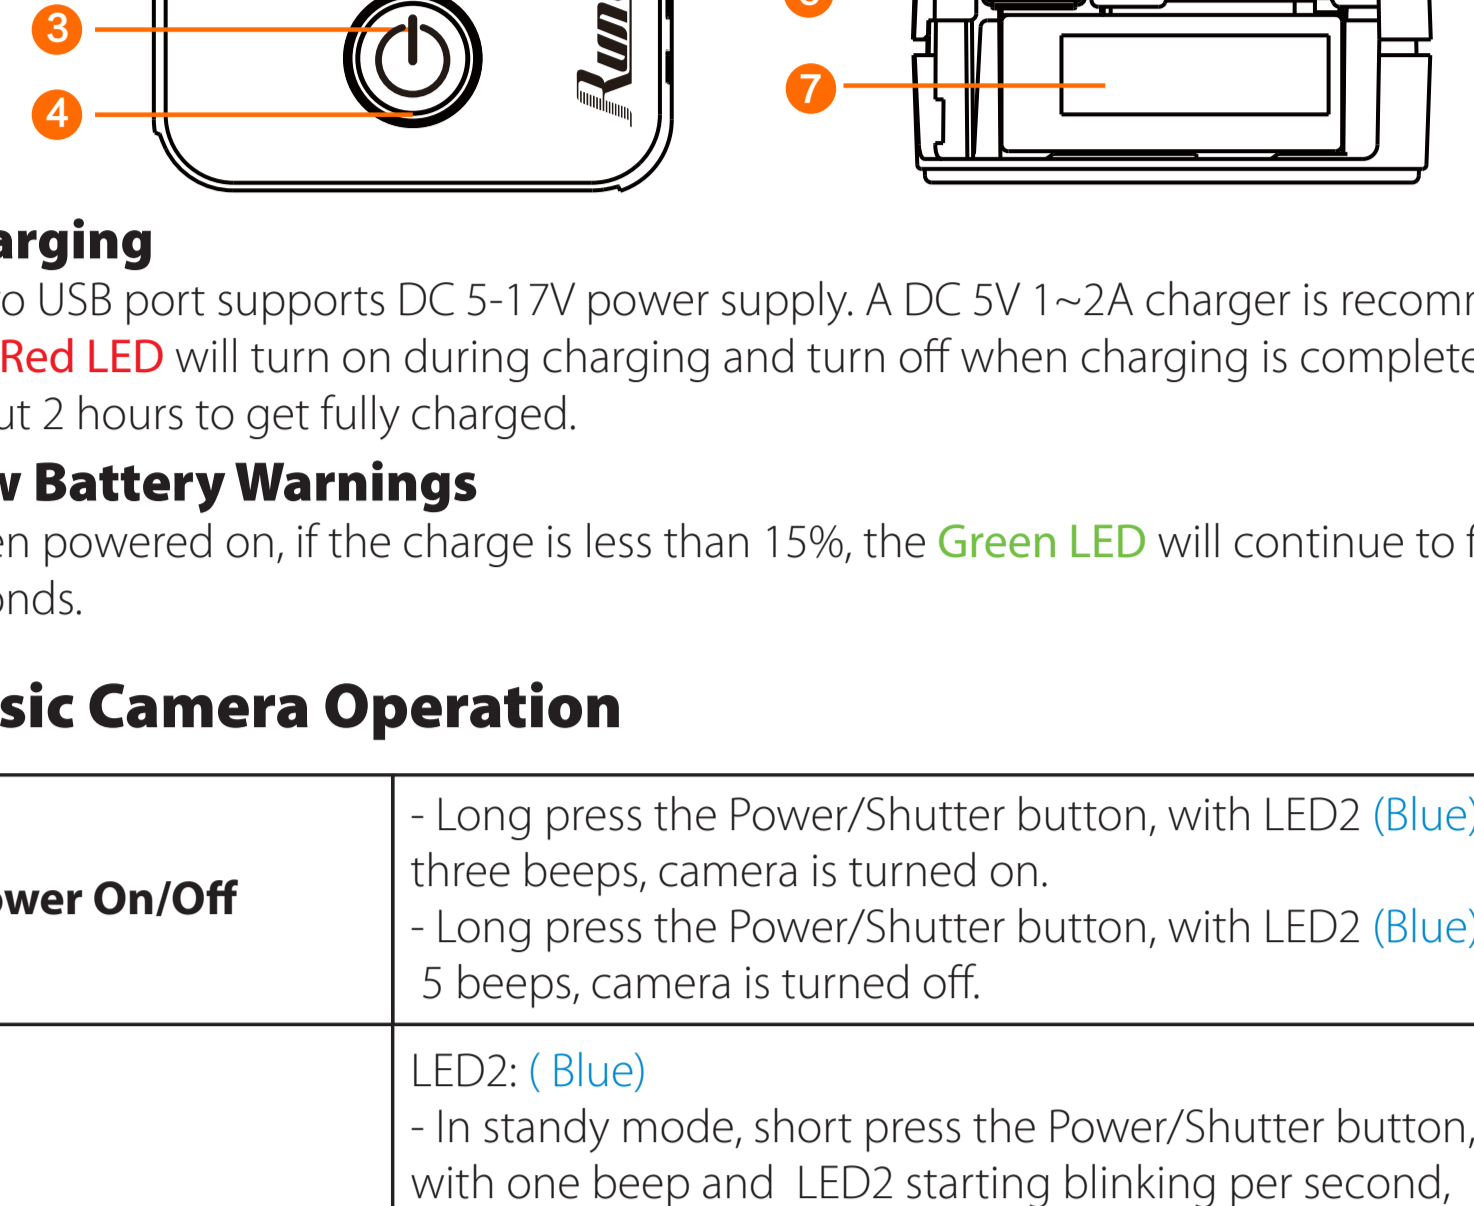 3
4
7
arging
o USB port supports DC 5-17V power supply. A DC 5V 1~2A charger is recom
Red LED will turn on during charging and turn off when charging is complete
ut 2 hours to get fully charged.
w Battery Warnings
en powered on, if the charge is less than 15%, the Green LED will continue to f
onds.
sic Camera Operation
- Long press the Power/Shutter button, with LED2 (Blue)
three beeps, camera is turned on.
ower On/Off
- Long press the Power/Shutter button, with LED2 (Blue)
5 beeps, camera is turned off.
LED2: ( Blue)
- In standy mode, short press the Power/Shutter button,
with one beep and LED2 starting blinking per second,